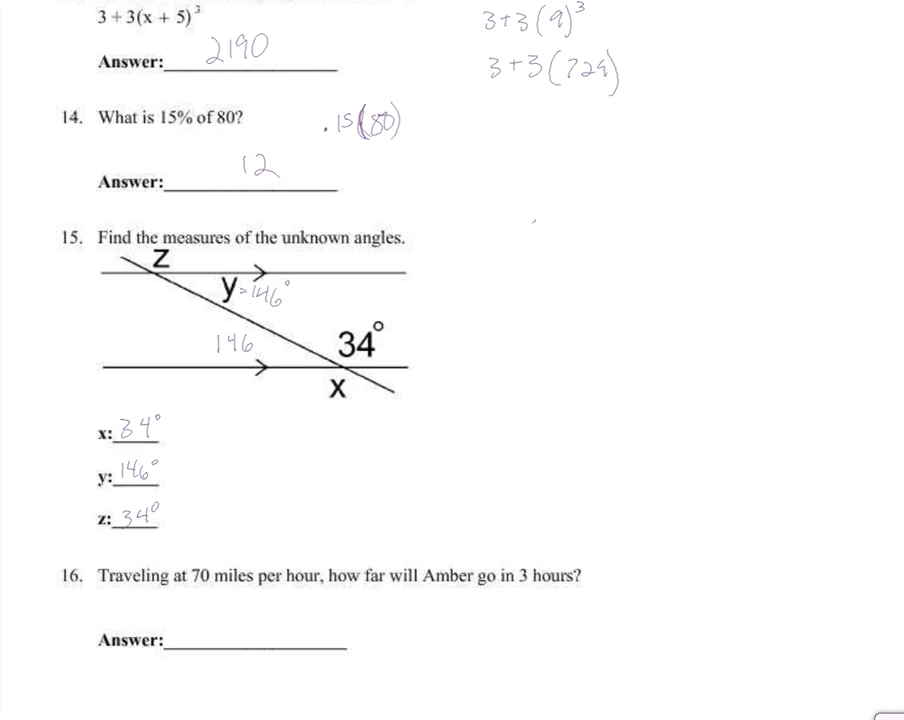 3 + 3(x + 5)³
3+3(9)³
Answer: 2190
3+3(729)
14. What is 15% of 80?
.15(80)
Answer: 12
15. Find the measures of the unknown angles.
z
y=146°
146
34°
x
x: 34°
y: 146°
z: 34°
16. Traveling at 70 miles per hour, how far will Amber go in 3 hours?
Answer: